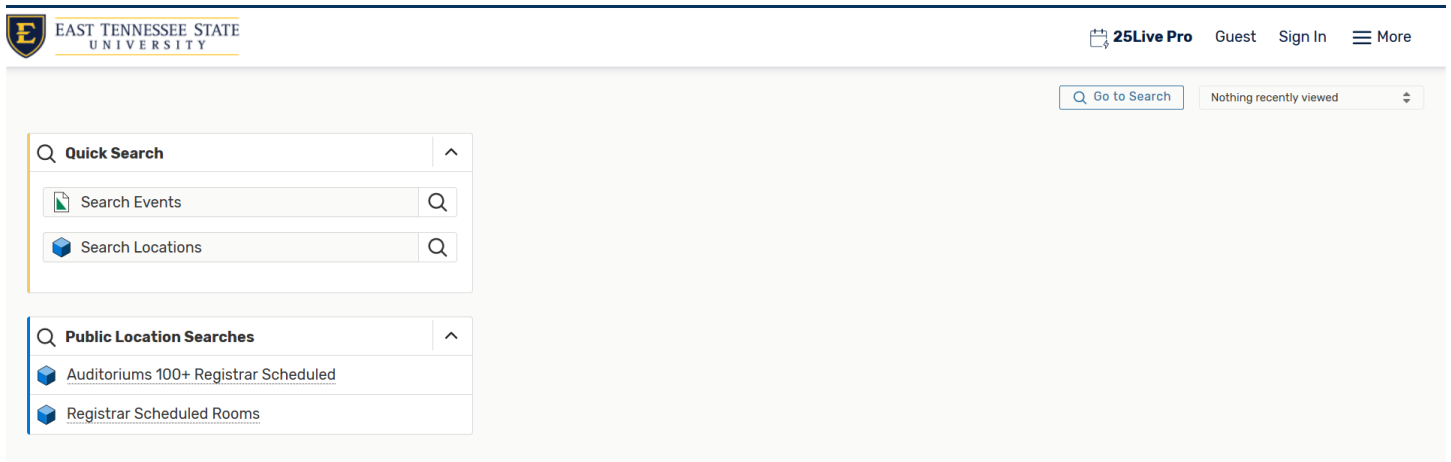 E
EAST TENNESSEE STATE
UNIVERSITY
25Live Pro Guest Sign In More
Go to Search Nothing recently viewed
Quick Search
Search Events
Search Locations
Public Location Searches
Auditoriums 100+ Registrar Scheduled
Registrar Scheduled Rooms